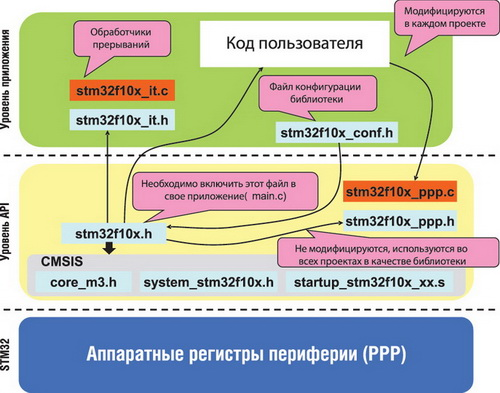 Уровень приложения
Обработчики
прерываний
stm32f10x_it.c
stm32f10x_it.h
Код пользователя
Модифицируются
в каждом проекте
Файл конфигурации
библиотеки
stm32f10x_conf.h
Уровень API
Необходимо включить этот файл в
свое приложение( main.c)
stm32f10x.h
stm32f10x_ppp.c
stm32f10x_ppp.h
Не модифицируются, используются во
всех проектах в качестве библиотеки
CMSIS
core_m3.h
system_stm32f10x.h
startup_stm32f10x_xx.s
STM32
Аппаратные регистры периферии (PPP)